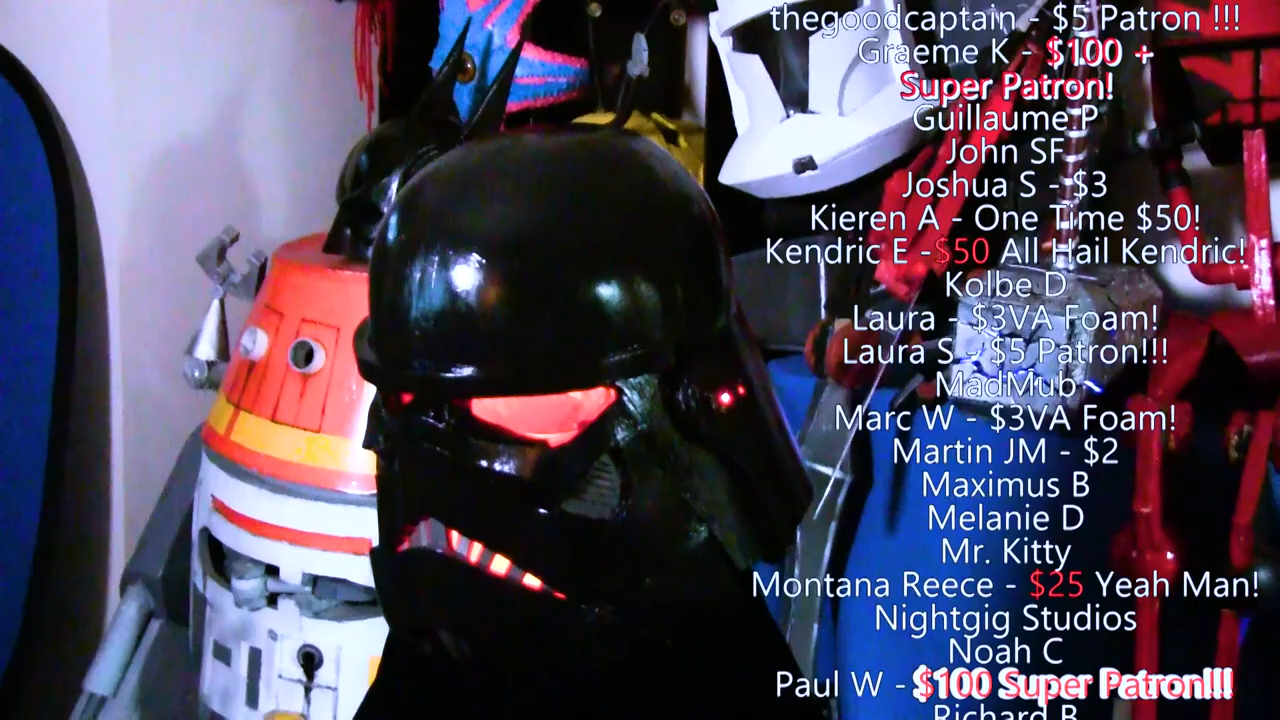 thegoodcaptain - $5 Patron !!!
Graeme K - $100 +
Super Patron!
Guillaume P
John SF
Joshua S - $3
Kieren A - One Time $50!
Kendric E -$50 All Hail Kendric!
Kolbe D
Laura - $3VA Foam!
Laura S - $5 Patron!!!
MadMub
Marc W - $3VA Foam!
Martin JM - $2
Maximus B
Melanie D
Mr. Kitty
Montana Reece - $25 Yeah Man!
Nightgig Studios
Noah C
Paul W - $100 Super Patron!!!
Richard B